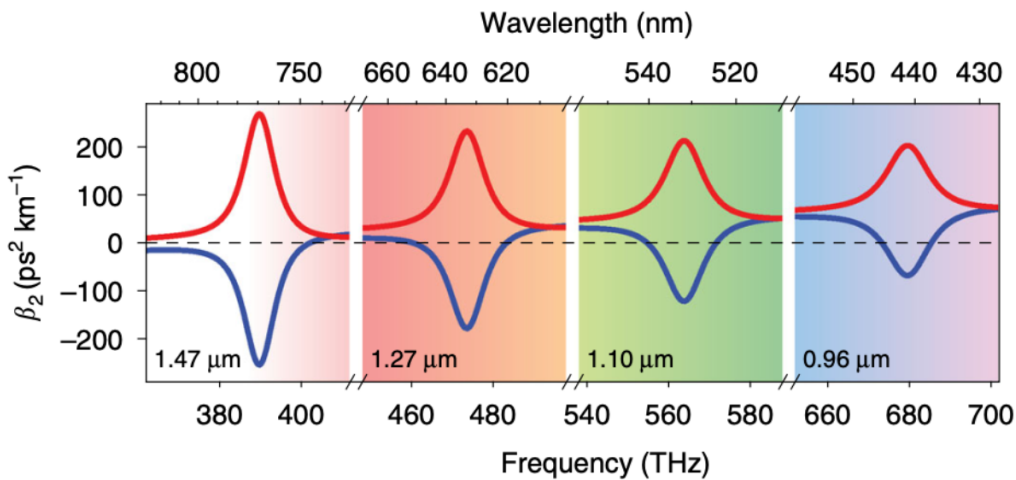 Wavelength (nm)
800 750 660 640 620 540 520 450 440 430
β2 (ps² km⁻¹)
200
100
0
−100
−200
1.47 μm 1.27 μm 1.10 μm 0.96 μm
380 400 460 480 540 560 580 660 680 700
Frequency (THz)